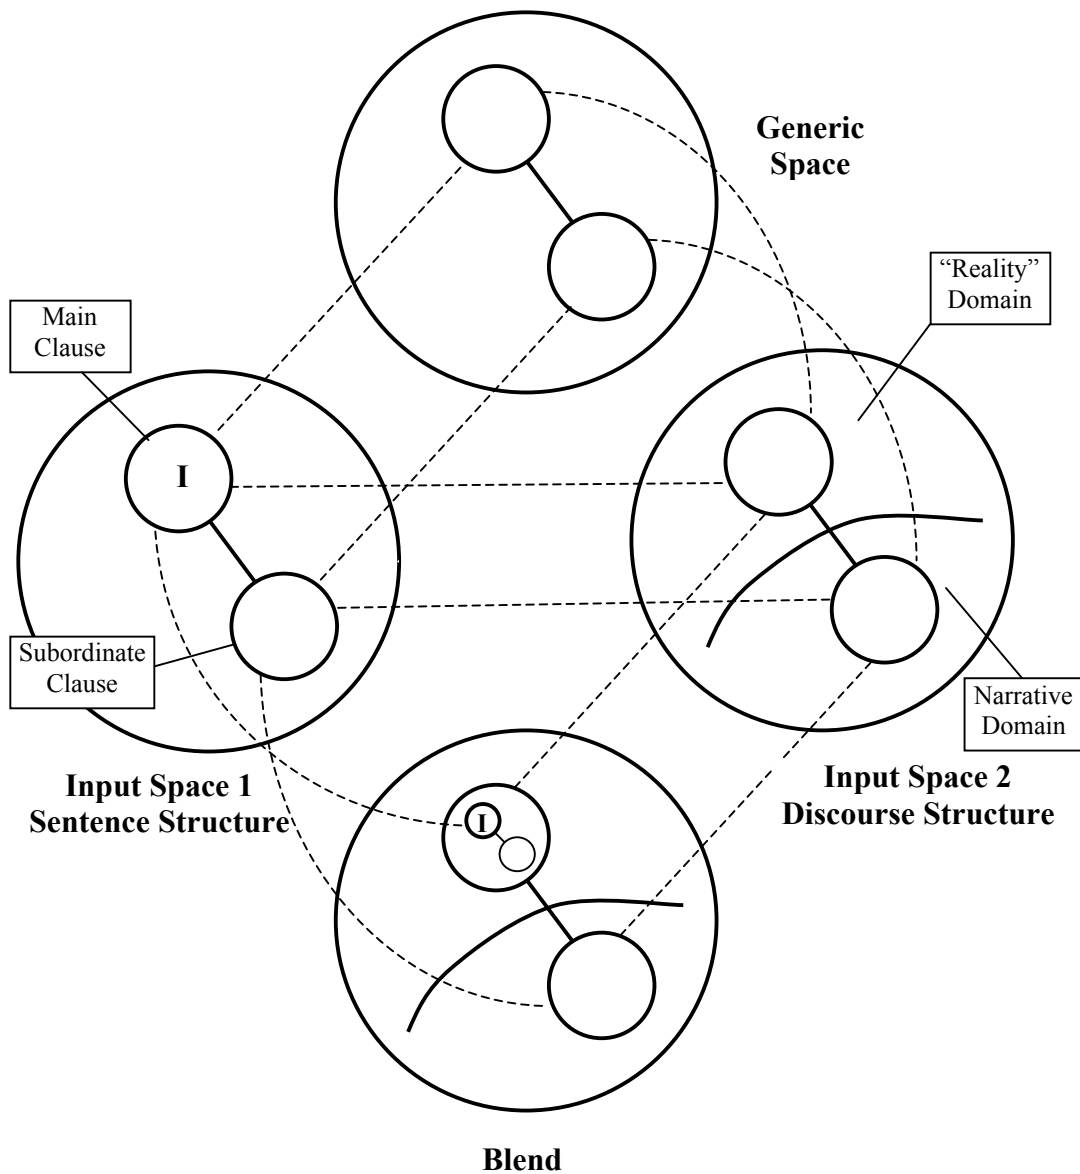 Generic
Space
“Reality”
Domain
Main
Clause
I
Subordinate
Clause
Narrative
Domain
Input Space 1
Sentence Structure
Input Space 2
Discourse Structure
I
Blend